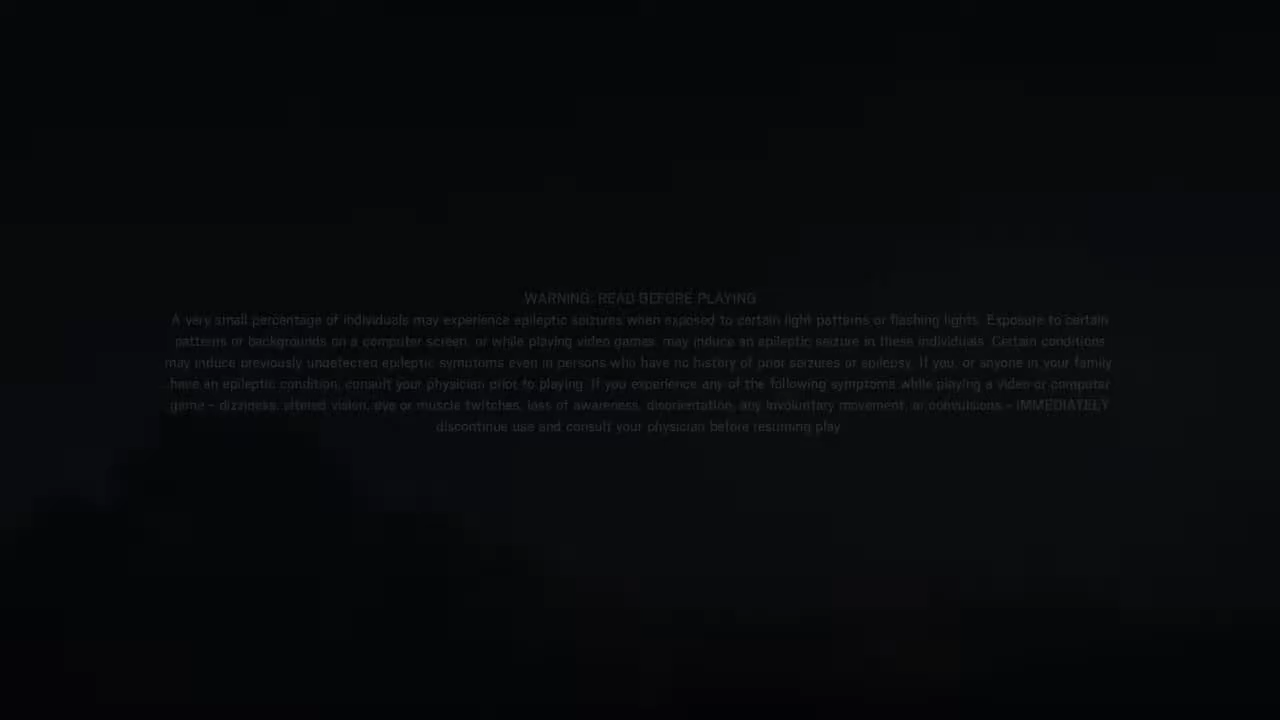 WARNING: READ BEFORE PLAYING
A very small percentage of individuals may experience epileptic seizures when exposed to certain light patterns or flashing lights. Exposure to certain
patterns or backgrounds on a computer screen, or while playing video games, may induce an epileptic seizure in these individuals. Certain conditions
may induce previously undetected epileptic symptoms even in persons who have no history of prior seizures or epilepsy. If you, or anyone in your family
have an epileptic condition, consult your physician prior to playing. If you experience any of the following symptoms while playing a video or computer
game - dizziness, altered vision, eye or muscle twitches, loss of awareness, disorientation, any involuntary movement, or convulsions - IMMEDIATELY
discontinue use and consult your physician before resuming play.